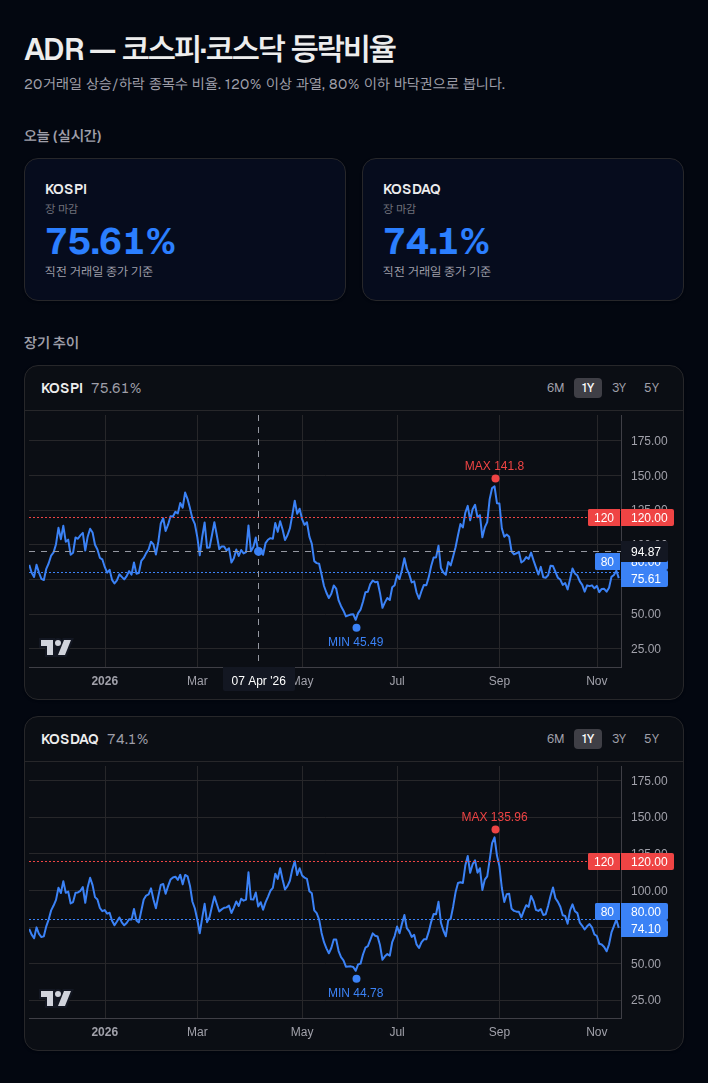 ADR — 코스피·코스닥 등락비율
20거래일 상승/하락 종목수 비율. 120% 이상 과열, 80% 이하 바닥권으로 봅니다.
오늘 (실시간)
KOSPI
장 마감
75.61%
직전 거래일 종가 기준
KOSDAQ
장 마감
74.1%
직전 거래일 종가 기준
장기 추이
KOSPI 75.61%
6M 1Y 3Y 5Y
175.00
150.00
MAX 141.8
120 120.00
94.87
80
75.61
50.00
MIN 45.49
25.00
2026 Mar 07 Apr '26 May Jul Sep Nov
KOSDAQ 74.1%
6M 1Y 3Y 5Y
175.00
150.00
MAX 135.96
125.00
120 120.00
100.00
80 80.00
74.10
50.00
MIN 44.78
25.00
2026 Mar May Jul Sep Nov